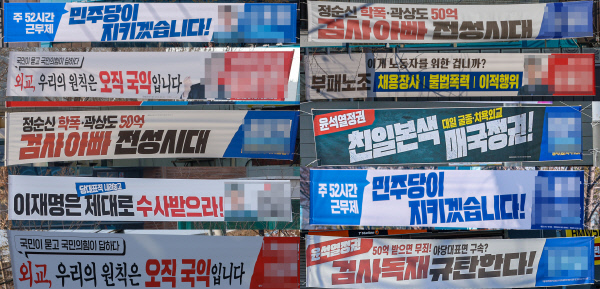 주 52시간
근무제
민주당이
지키겠습니다!
정순신 학폭·곽상도 50억
검사아빠 전성시대
국민이 묻고 국민의힘이 답하다
외교, 우리의 원칙은 오직 국익입니다
이게 노동자를 위한 겁니까?
부패노조 채용장사 | 불법폭력 | 이적행위
정순신 학폭·곽상도 50억
검사아빠 전성시대
윤석열정권
대일 굴종·치욕외교
친일본색 매국정권!
당대표직 내려놓고
이재명은 제대로 수사받으라!
주 52시간
근무제
민주당이
지키겠습니다!
국민이 묻고 국민의힘이 답하다
외교, 우리의 원칙은 오직 국익입니다
윤석열정권
50억 받으면 무죄! 야당대표면 구속?
검사독재 규탄한다!